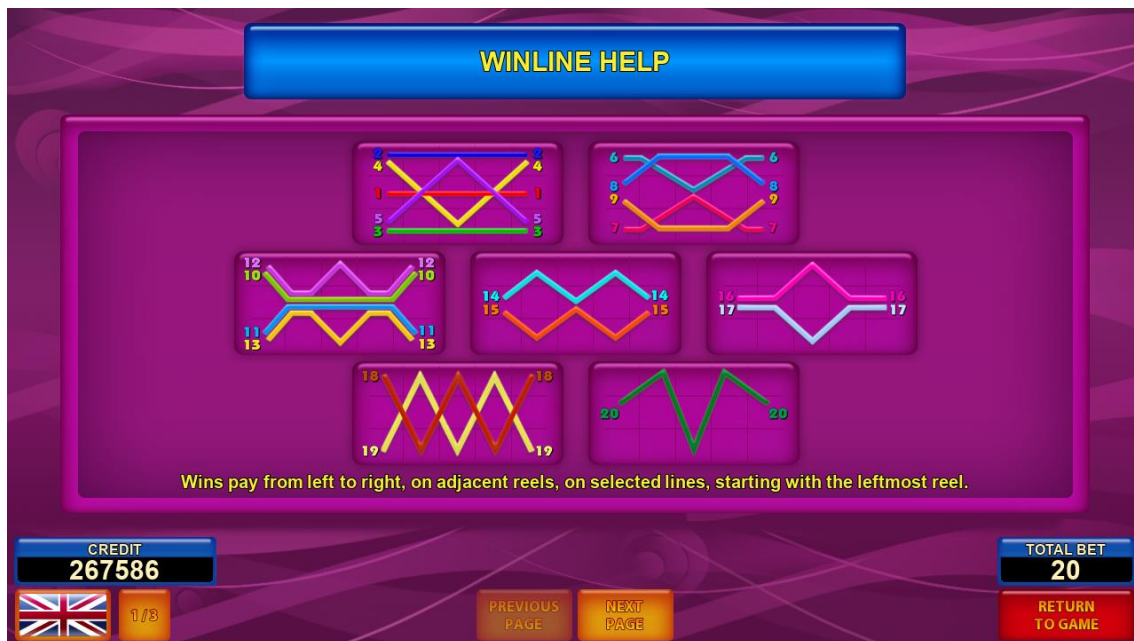 WINLINE HELP
2 2
4 4
1 1
5 5
3 3
6 6
8 8
9 9
7 7
12 12
10 10
11 11
13 13
14 14
15 15
16 16
17 17
18 18
19 19
20 20
Wins pay from left to right, on adjacent reels, on selected lines, starting with the leftmost reel.
CREDIT
267586
TOTAL BET
20
1/3
PREVIOUS
PAGE
NEXT
PAGE
RETURN
TO GAME